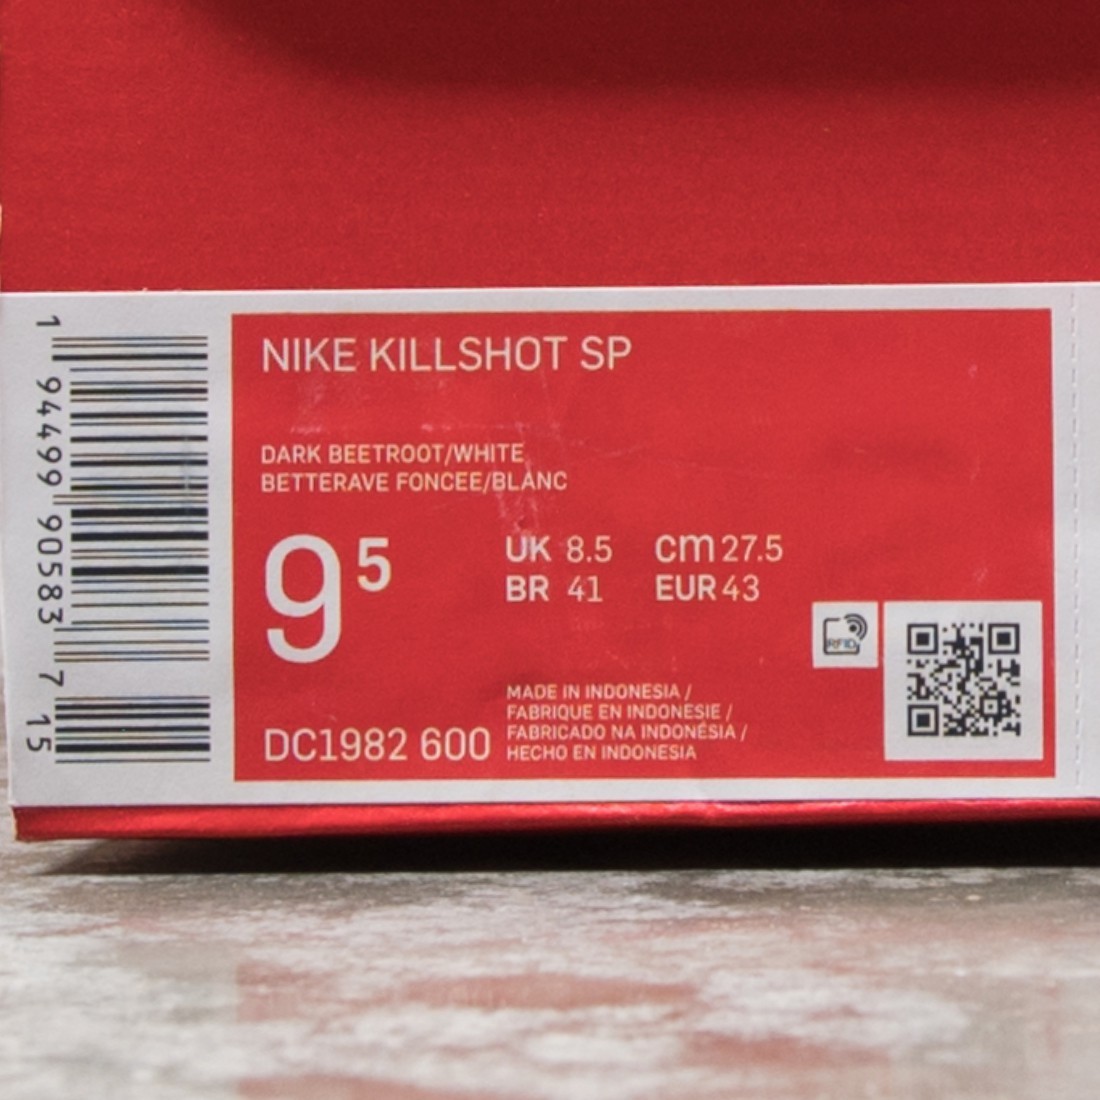 1 94499 90583 7 15
NIKE KILLSHOT SP
DARK BEETROOT/WHITE
BETTERAVE FONCEE/BLANC
9 5
UK 8.5 cm 27.5
BR 41 EUR 43
RFID
DC1982 600
MADE IN INDONESIA /
FABRIQUE EN INDONESIE /
FABRICADO NA INDONÉSIA /
HECHO EN INDONESIA